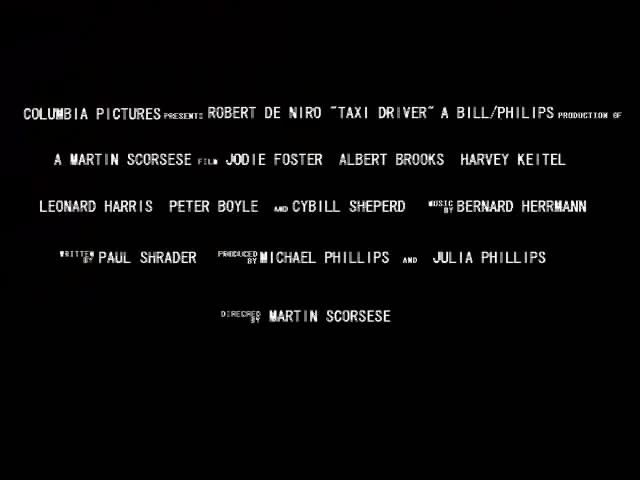 COLUMBIA PICTURES PRESENTS ROBERT DE NIRO "TAXI DRIVER" A BILL/PHILIPS PRODUCTION OF
A MARTIN SCORSESE FILM JODIE FOSTER ALBERT BROOKS HARVEY KEITEL
LEONARD HARRIS PETER BOYLE AND CYBILL SHEPERD MUSIC BY BERNARD HERRMANN
WRITTEN BY PAUL SHRADER PRODUCED BY MICHAEL PHILLIPS AND JULIA PHILLIPS
DIRECRED BY MARTIN SCORSESE